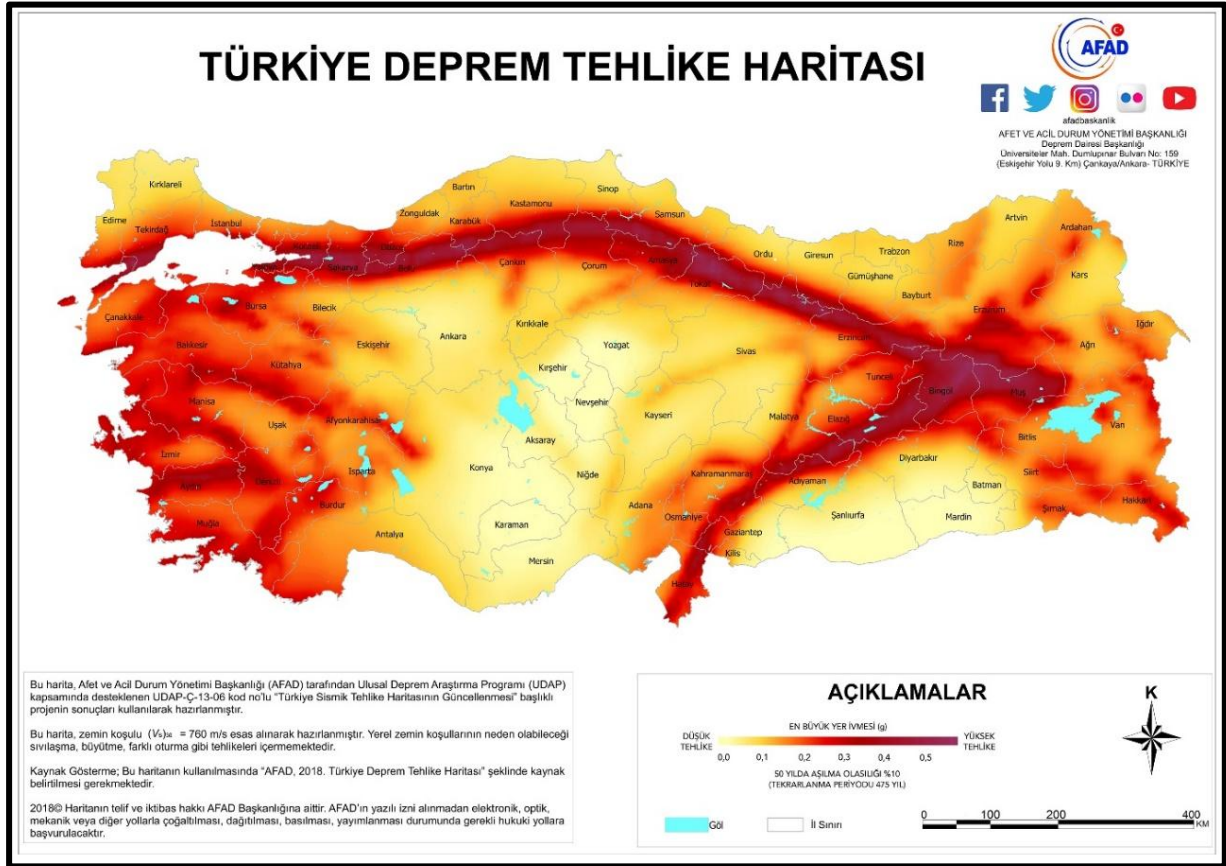 TÜRKİYE DEPREM TEHLİKE HARİTASI
AFAD
afadbaskanlik
AFET VE ACİL DURUM YÖNETİMİ BAŞKANLIĞI
Deprem Dairesi Başkanlığı
Üniversiteler Mah. Dumlupınar Bulvarı No: 159
(Eskişehir Yolu 9. Km) Çankaya/Ankara- TÜRKİYE
Kırklareli
Edirne
Tekirdağ
İstanbul
Zonguldak
Bartın
Karabük
Kastamonu
Sinop
Samsun
Ordu
Giresun
Trabzon
Rize
Artvin
Ardahan
Kars
Gümüşhane
Bayburt
Sakarya
Bolu
Çankırı
Çorum
Amasya
Tokat
Çanakkale
Bursa
Bilecik
Eskişehir
Ankara
Kırıkkale
Yozgat
Sivas
Erzincan
Erzurum
Ağrı
Iğdır
Balıkesir
Kütahya
Kırşehir
Nevşehir
Kayseri
Malatya
Tunceli
Elazığ
Bingöl
Muş
Bitlis
Van
Manisa
Uşak
Afyonkarahisar
Aksaray
Konya
Niğde
İzmir
Aydın
Denizli
Isparta
Burdur
Muğla
Antalya
Karaman
Mersin
Adana
Osmaniye
Kahramanmaraş
Gaziantep
Kilis
Hatay
Adıyaman
Şanlıurfa
Diyarbakır
Batman
Mardin
Siirt
Şırnak
Hakkari
Bu harita, Afet ve Acil Durum Yönetimi Başkanlığı (AFAD) tarafından Ulusal Deprem Araştırma Programı (UDAP)
kapsamında desteklenen UDAP-Ç-13-06 kod no'lu "Türkiye Sismik Tehlike Haritasının Güncellenmesi" başlıklı
projenin sonuçları kullanılarak hazırlanmıştır.
Bu harita, zemin koşulu (Vs)30 = 760 m/s esas alınarak hazırlanmıştır. Yerel zemin koşullarının neden olabileceği
sıvılaşma, büyütme, farklı oturma gibi tehlikeleri içermemektedir.
Kaynak Gösterme; Bu haritanın kullanılmasında "AFAD, 2018. Türkiye Deprem Tehlike Haritası" şeklinde kaynak
belirtilmesi gerekmektedir.
2018© Haritanın telif ve iktibas hakkı AFAD Başkanlığına aittir. AFAD'ın yazılı izni alınmadan elektronik, optik,
mekanik veya diğer yollarla çoğaltılması, dağıtılması, basılması, yayımlanması durumunda gerekli hukuki yollara
başvurulacaktır.
AÇIKLAMALAR
EN BÜYÜK YER İVMESİ (g)
DÜŞÜK
TEHLİKE
YÜKSEK
TEHLİKE
0,0 0,1 0,2 0,3 0,4 0,5
50 YILDA AŞILMA OLASILIĞI %10
(TEKRARLANMA PERİYODU 475 YIL)
Göl
İl Sınırı
K
0 100 200 400
KM